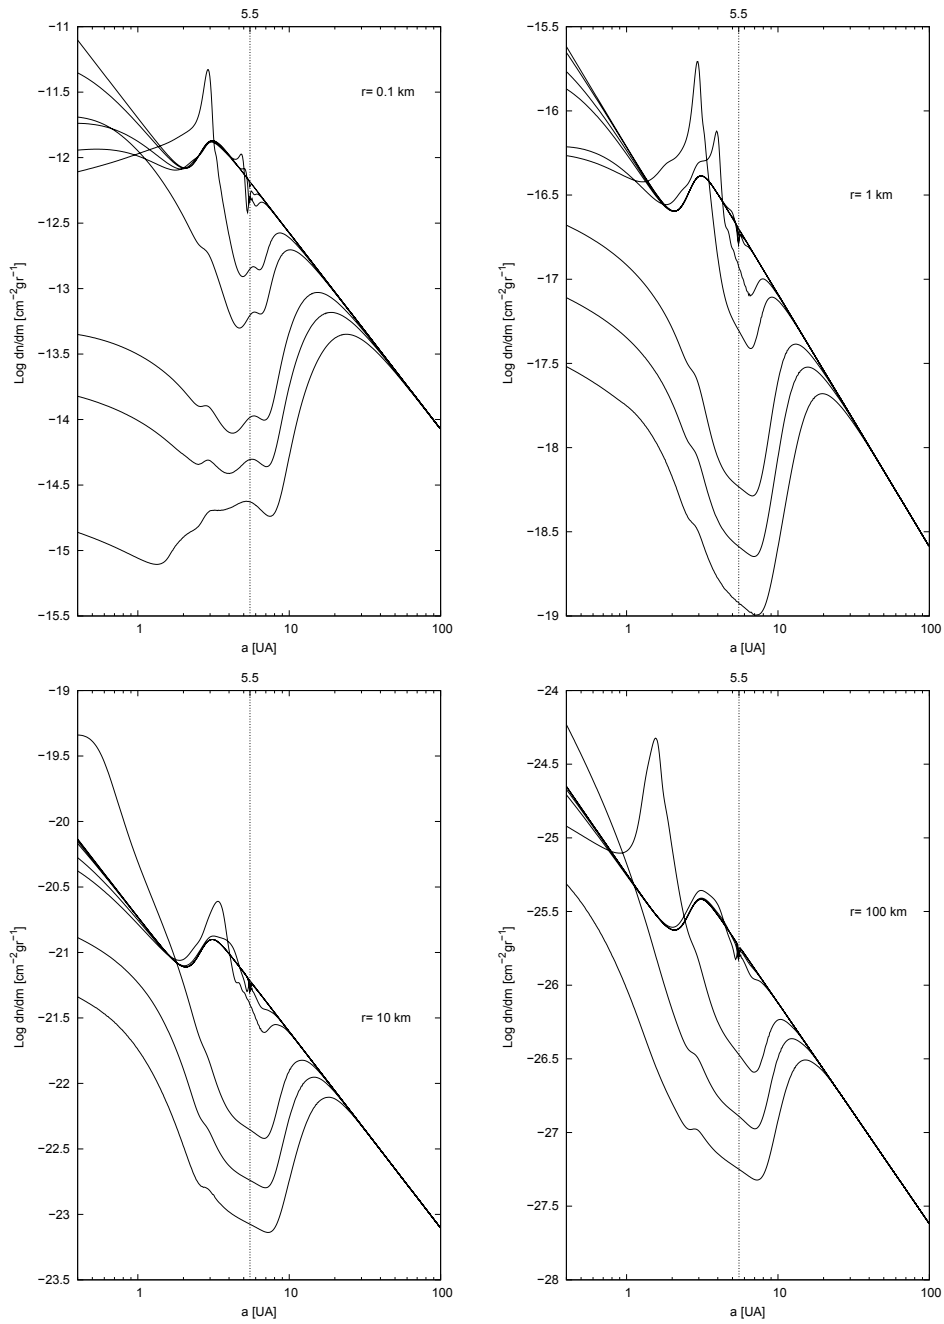 5.5
−11
−11.5
−12
−12.5
−13
−13.5
−14
−14.5
−15
−15.5
r= 0.1 km
Log dn/dm [cm−2gr−1]
1 10 100
a [UA]
5.5
−15.5
−16
−16.5
−17
−17.5
−18
−18.5
−19
r= 1 km
Log dn/dm [cm−2gr−1]
1 10 100
a [UA]
5.5
−19
−19.5
−20
−20.5
−21
−21.5
−22
−22.5
−23
−23.5
r= 10 km
Log dn/dm [cm−2gr−1]
1 10 100
a [UA]
5.5
−24
−24.5
−25
−25.5
−26
−26.5
−27
−27.5
−28
r= 100 km
Log dn/dm [cm−2gr−1]
1 10 100
a [UA]